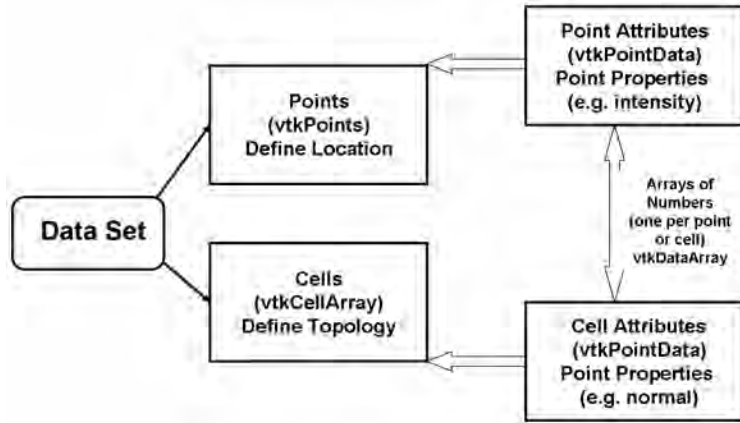 Data Set
Points
(vtkPoints)
Define Location
Cells
(vtkCellArray)
Define Topology
Point Attributes
(vtkPointData)
Point Properties
(e.g. intensity)
Arrays of
Numbers
(one per point
or cell)
vtkDataArray
Cell Attributes
(vtkPointData)
Point Properties
(e.g. normal)